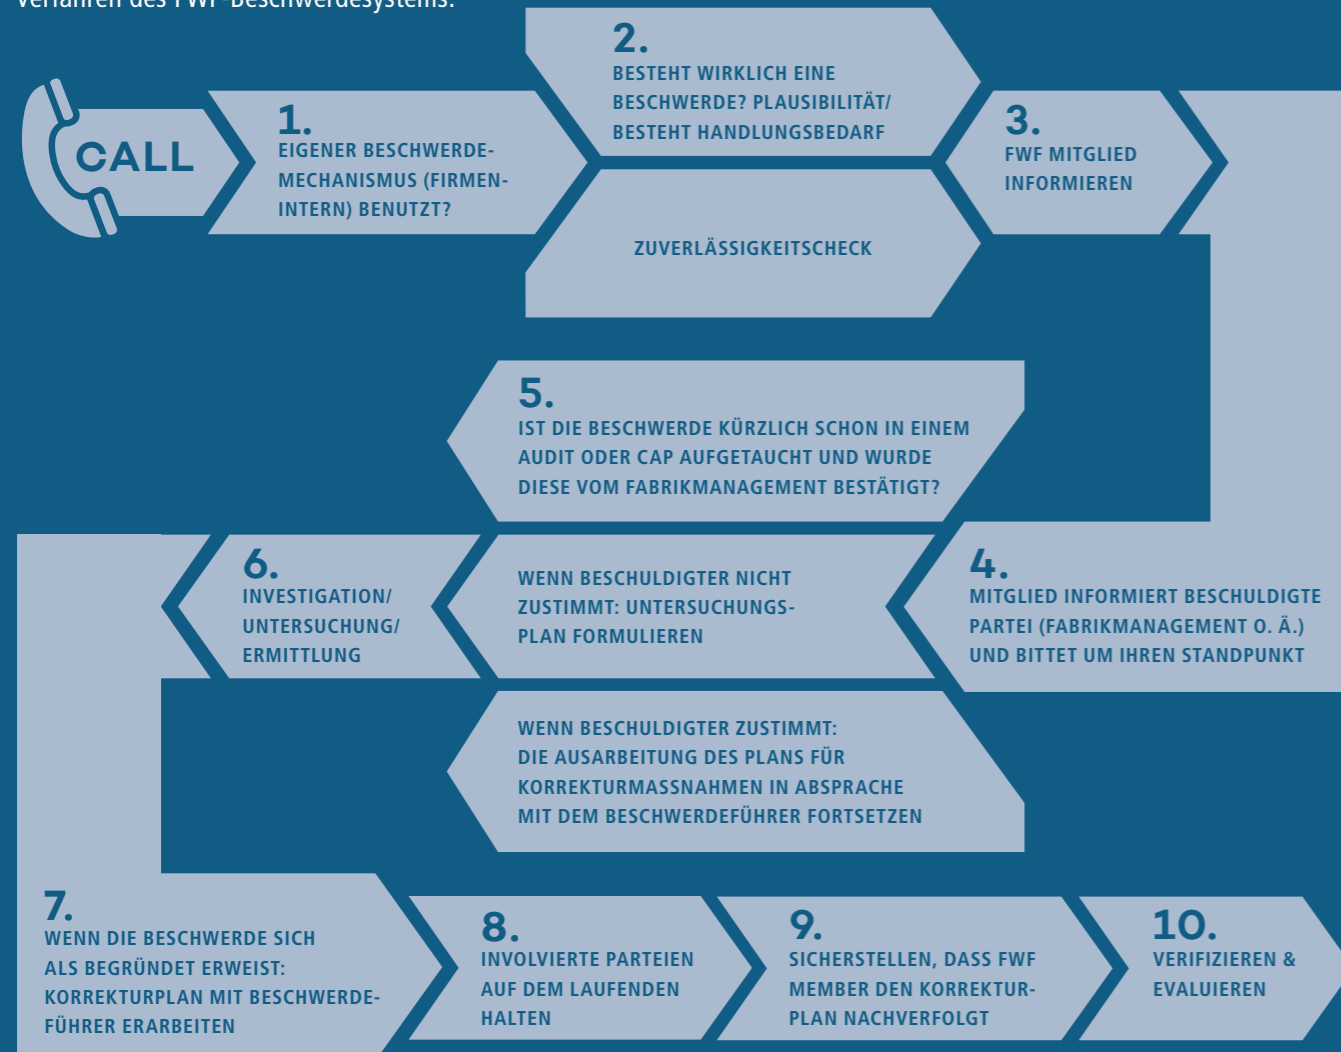 Verfahren des FWF-Beschwerdesystems:
CALL
1.
EIGENER BESCHWERDE-
MECHANISMUS (FIRMEN-
INTERN) BENUTZT?
2.
BESTEHT WIRKLICH EINE
BESCHWERDE? PLAUSIBILITÄT/
BESTEHT HANDLUNGSBEDARF
ZUVERLÄSSIGKEITSCHECK
3.
FWF MITGLIED
INFORMIEREN
4.
MITGLIED INFORMIERT BESCHULDIGTE
PARTEI (FABRIKMANAGEMENT O. Ä.)
UND BITTET UM IHREN STANDPUNKT
5.
IST DIE BESCHWERDE KÜRZLICH SCHON IN EINEM
AUDIT ODER CAP AUFGETAUCHT UND WURDE
DIESE VOM FABRIKMANAGEMENT BESTÄTIGT?
WENN BESCHULDIGTER NICHT
ZUSTIMMT: UNTERSUCHUNGS-
PLAN FORMULIEREN
WENN BESCHULDIGTER ZUSTIMMT:
DIE AUSARBEITUNG DES PLANS FÜR
KORREKTURMASSNAHMEN IN ABSPRACHE
MIT DEM BESCHWERDEFÜHRER FORTSETZEN
6.
INVESTIGATION/
UNTERSUCHUNG/
ERMITTLUNG
7.
WENN DIE BESCHWERDE SICH
ALS BEGRÜNDET ERWEIST:
KORREKTURPLAN MIT BESCHWERDE-
FÜHRER ERARBEITEN
8.
INVOLVIERTE PARTEIEN
AUF DEM LAUFENDEN
HALTEN
9.
SICHERSTELLEN, DASS FWF
MEMBER DEN KORREKTUR-
PLAN NACHVERFOLGT
10.
VERIFIZIEREN &
EVALUIEREN